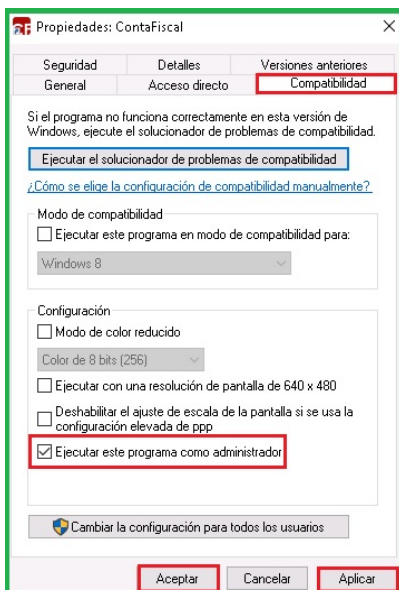 Propiedades: ContaFiscal
Seguridad Detalles Versiones anteriores
General Acceso directo Compatibilidad
Si el programa no funciona correctamente en esta versión de
Windows, ejecute el solucionador de problemas de compatibilidad.
Ejecutar el solucionador de problemas de compatibilidad
¿Cómo se elige la configuración de compatibilidad manualmente?
Modo de compatibilidad
Ejecutar este programa en modo de compatibilidad para:
Windows 8
Configuración
Modo de color reducido
Color de 8 bits (256)
Ejecutar con una resolución de pantalla de 640 x 480
Deshabilitar el ajuste de escala de la pantalla si se usa la
configuración elevada de ppp
Ejecutar este programa como administrador
Cambiar la configuración para todos los usuarios
Aceptar Cancelar Aplicar